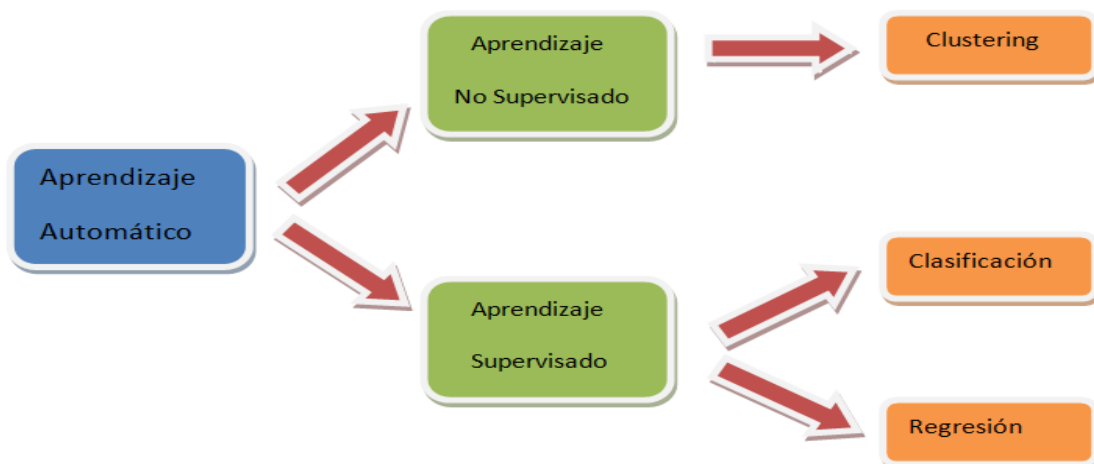 Aprendizaje
No Supervisado
Clustering
Aprendizaje
Automático
Aprendizaje
Supervisado
Clasificación
Regresión